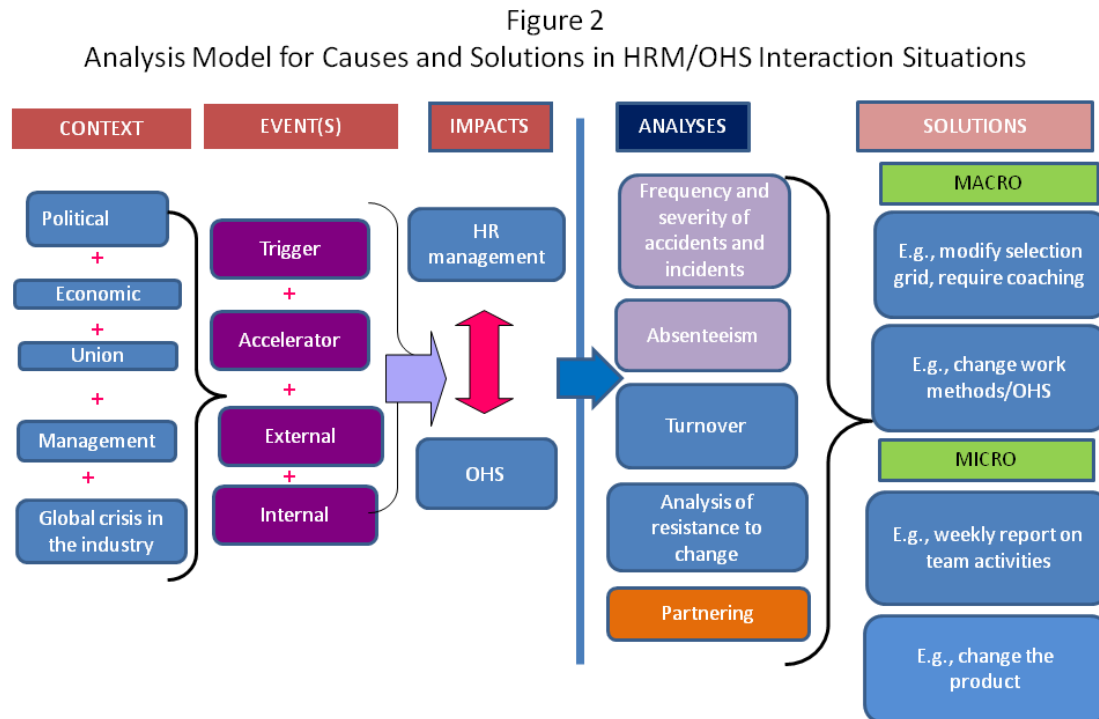 Figure 2
Analysis Model for Causes and Solutions in HRM/OHS Interaction Situations
CONTEXT
Political
+
Economic
+
Union
+
Management
+
Global crisis in
the industry
EVENT(S)
Trigger
+
Accelerator
+
External
+
Internal
IMPACTS
HR
management
OHS
ANALYSES
Frequency and
severity of
accidents and
incidents
Absenteeism
Turnover
Analysis of
resistance to
change
Partnering
SOLUTIONS
MACRO
E.g., modify selection
grid, require coaching
E.g., change work
methods/OHS
MICRO
E.g., weekly report on
team activities
E.g., change the
product